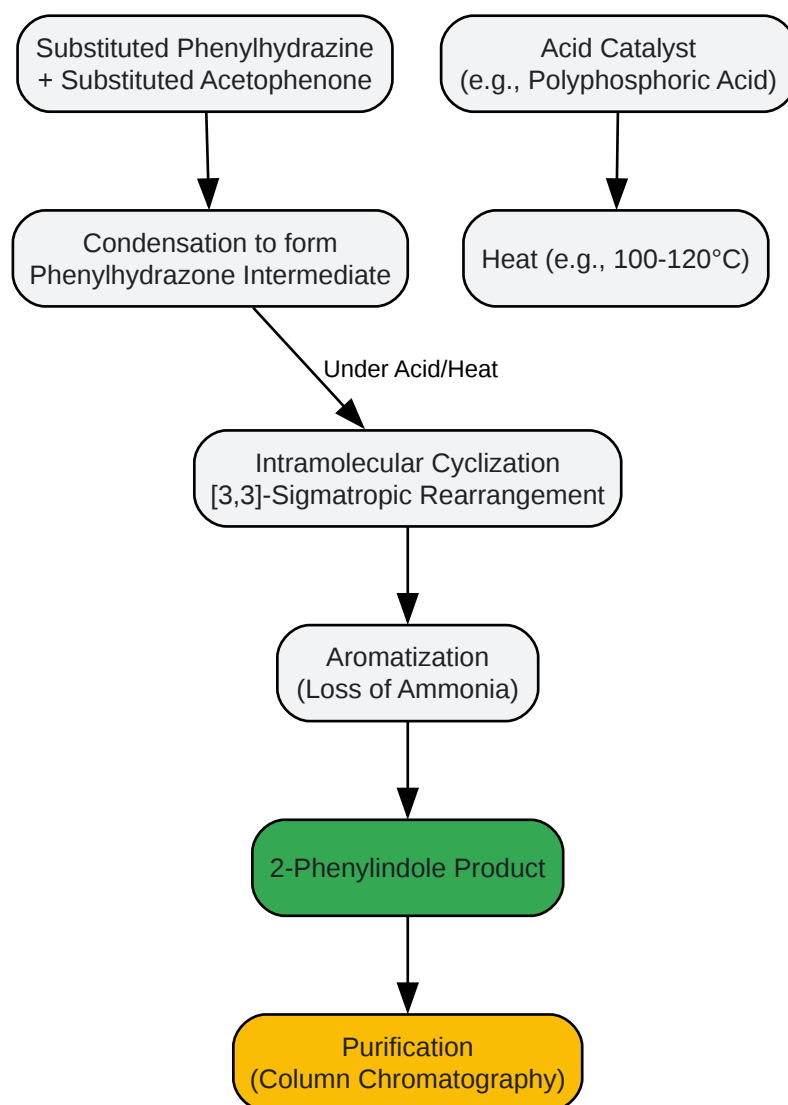 Substituted Phenylhydrazine
+ Substituted Acetophenone
Acid Catalyst
(e.g., Polyphosphoric Acid)
Condensation to form
Phenylhydrazone Intermediate
Heat (e.g., 100-120°C)
Under Acid/Heat
Intramolecular Cyclization
[3,3]-Sigmatropic Rearrangement
Aromatization
(Loss of Ammonia)
2-Phenylindole Product
Purification
(Column Chromatography)